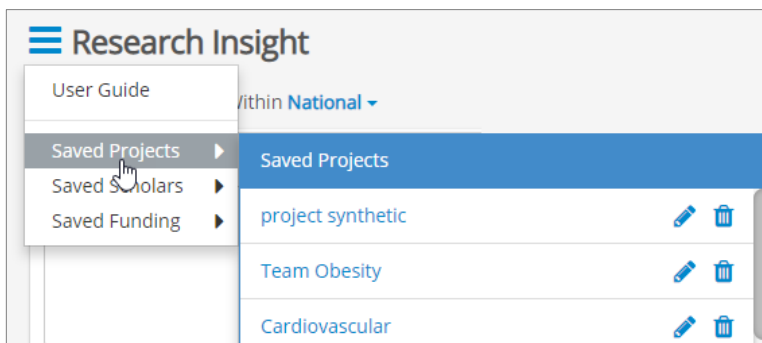 Research Insight
User Guide
Within National
Saved Projects
Saved Scholars
Saved Funding
Saved Projects
project synthetic
Team Obesity
Cardiovascular